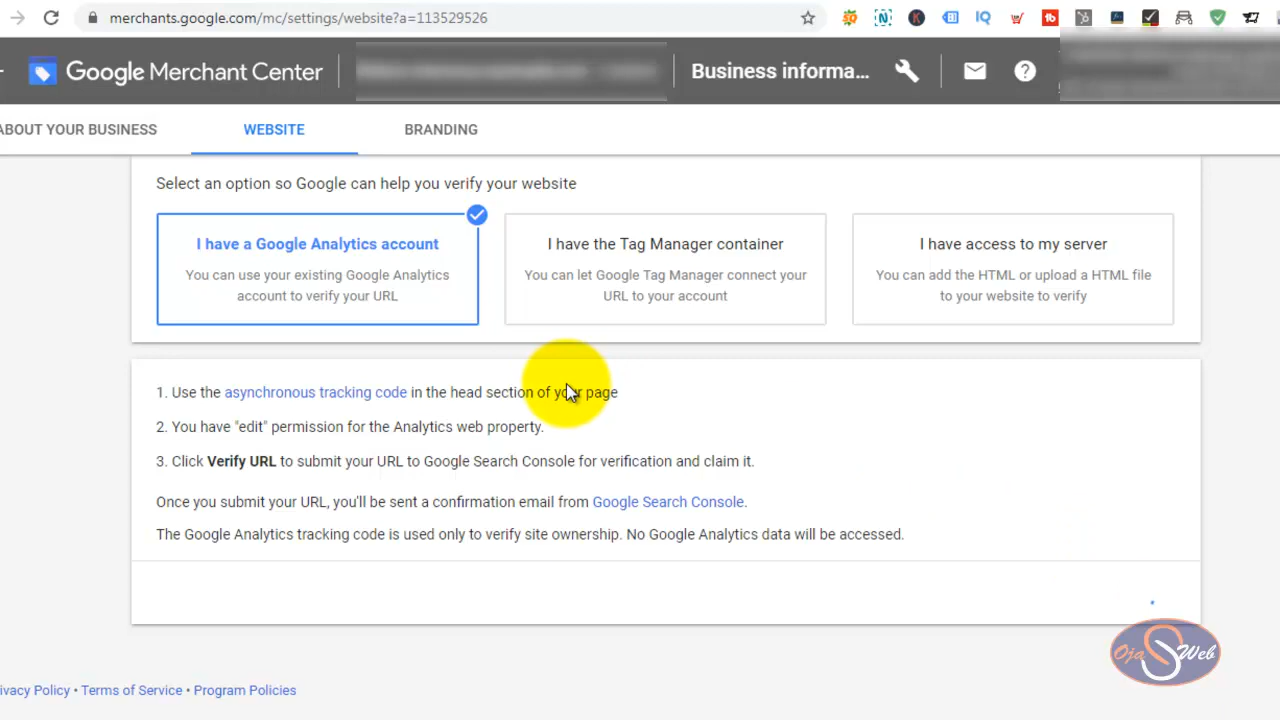 merchants.google.com/mc/settings/website?a=113529526
Google Merchant Center
Business informa...
ABOUT YOUR BUSINESS
WEBSITE
BRANDING
Select an option so Google can help you verify your website
I have a Google Analytics account
You can use your existing Google Analytics
account to verify your URL
I have the Tag Manager container
You can let Google Tag Manager connect your
URL to your account
I have access to my server
You can add the HTML or upload a HTML file
to your website to verify
1. Use the asynchronous tracking code in the head section of your page
2. You have "edit" permission for the Analytics web property.
3. Click Verify URL to submit your URL to Google Search Console for verification and claim it.
Once you submit your URL, you'll be sent a confirmation email from Google Search Console.
The Google Analytics tracking code is used only to verify site ownership. No Google Analytics data will be accessed.
Ojas Web
ivacy Policy • Terms of Service • Program Policies